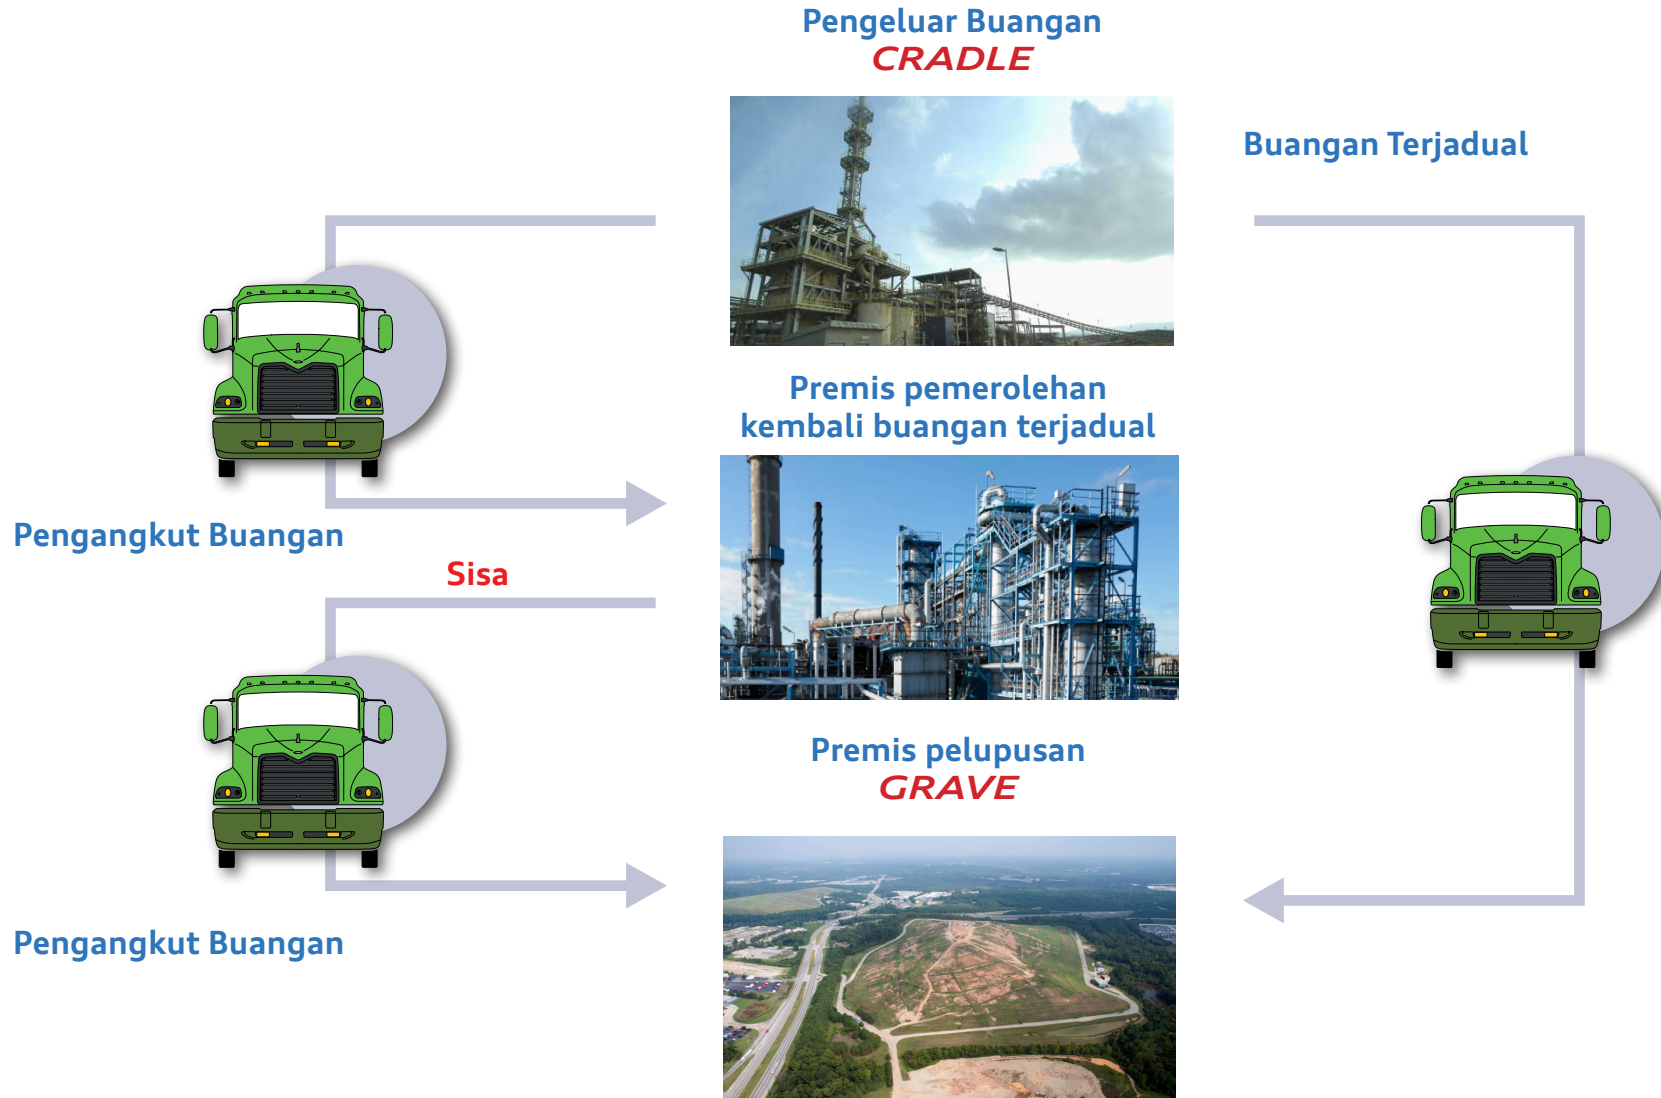 Pengeluar Buangan
CRADLE
Buangan Terjadual
Premis pemerolehan
kembali buangan terjadual
Pengangkut Buangan
Sisa
Premis pelupusan
GRAVE
Pengangkut Buangan